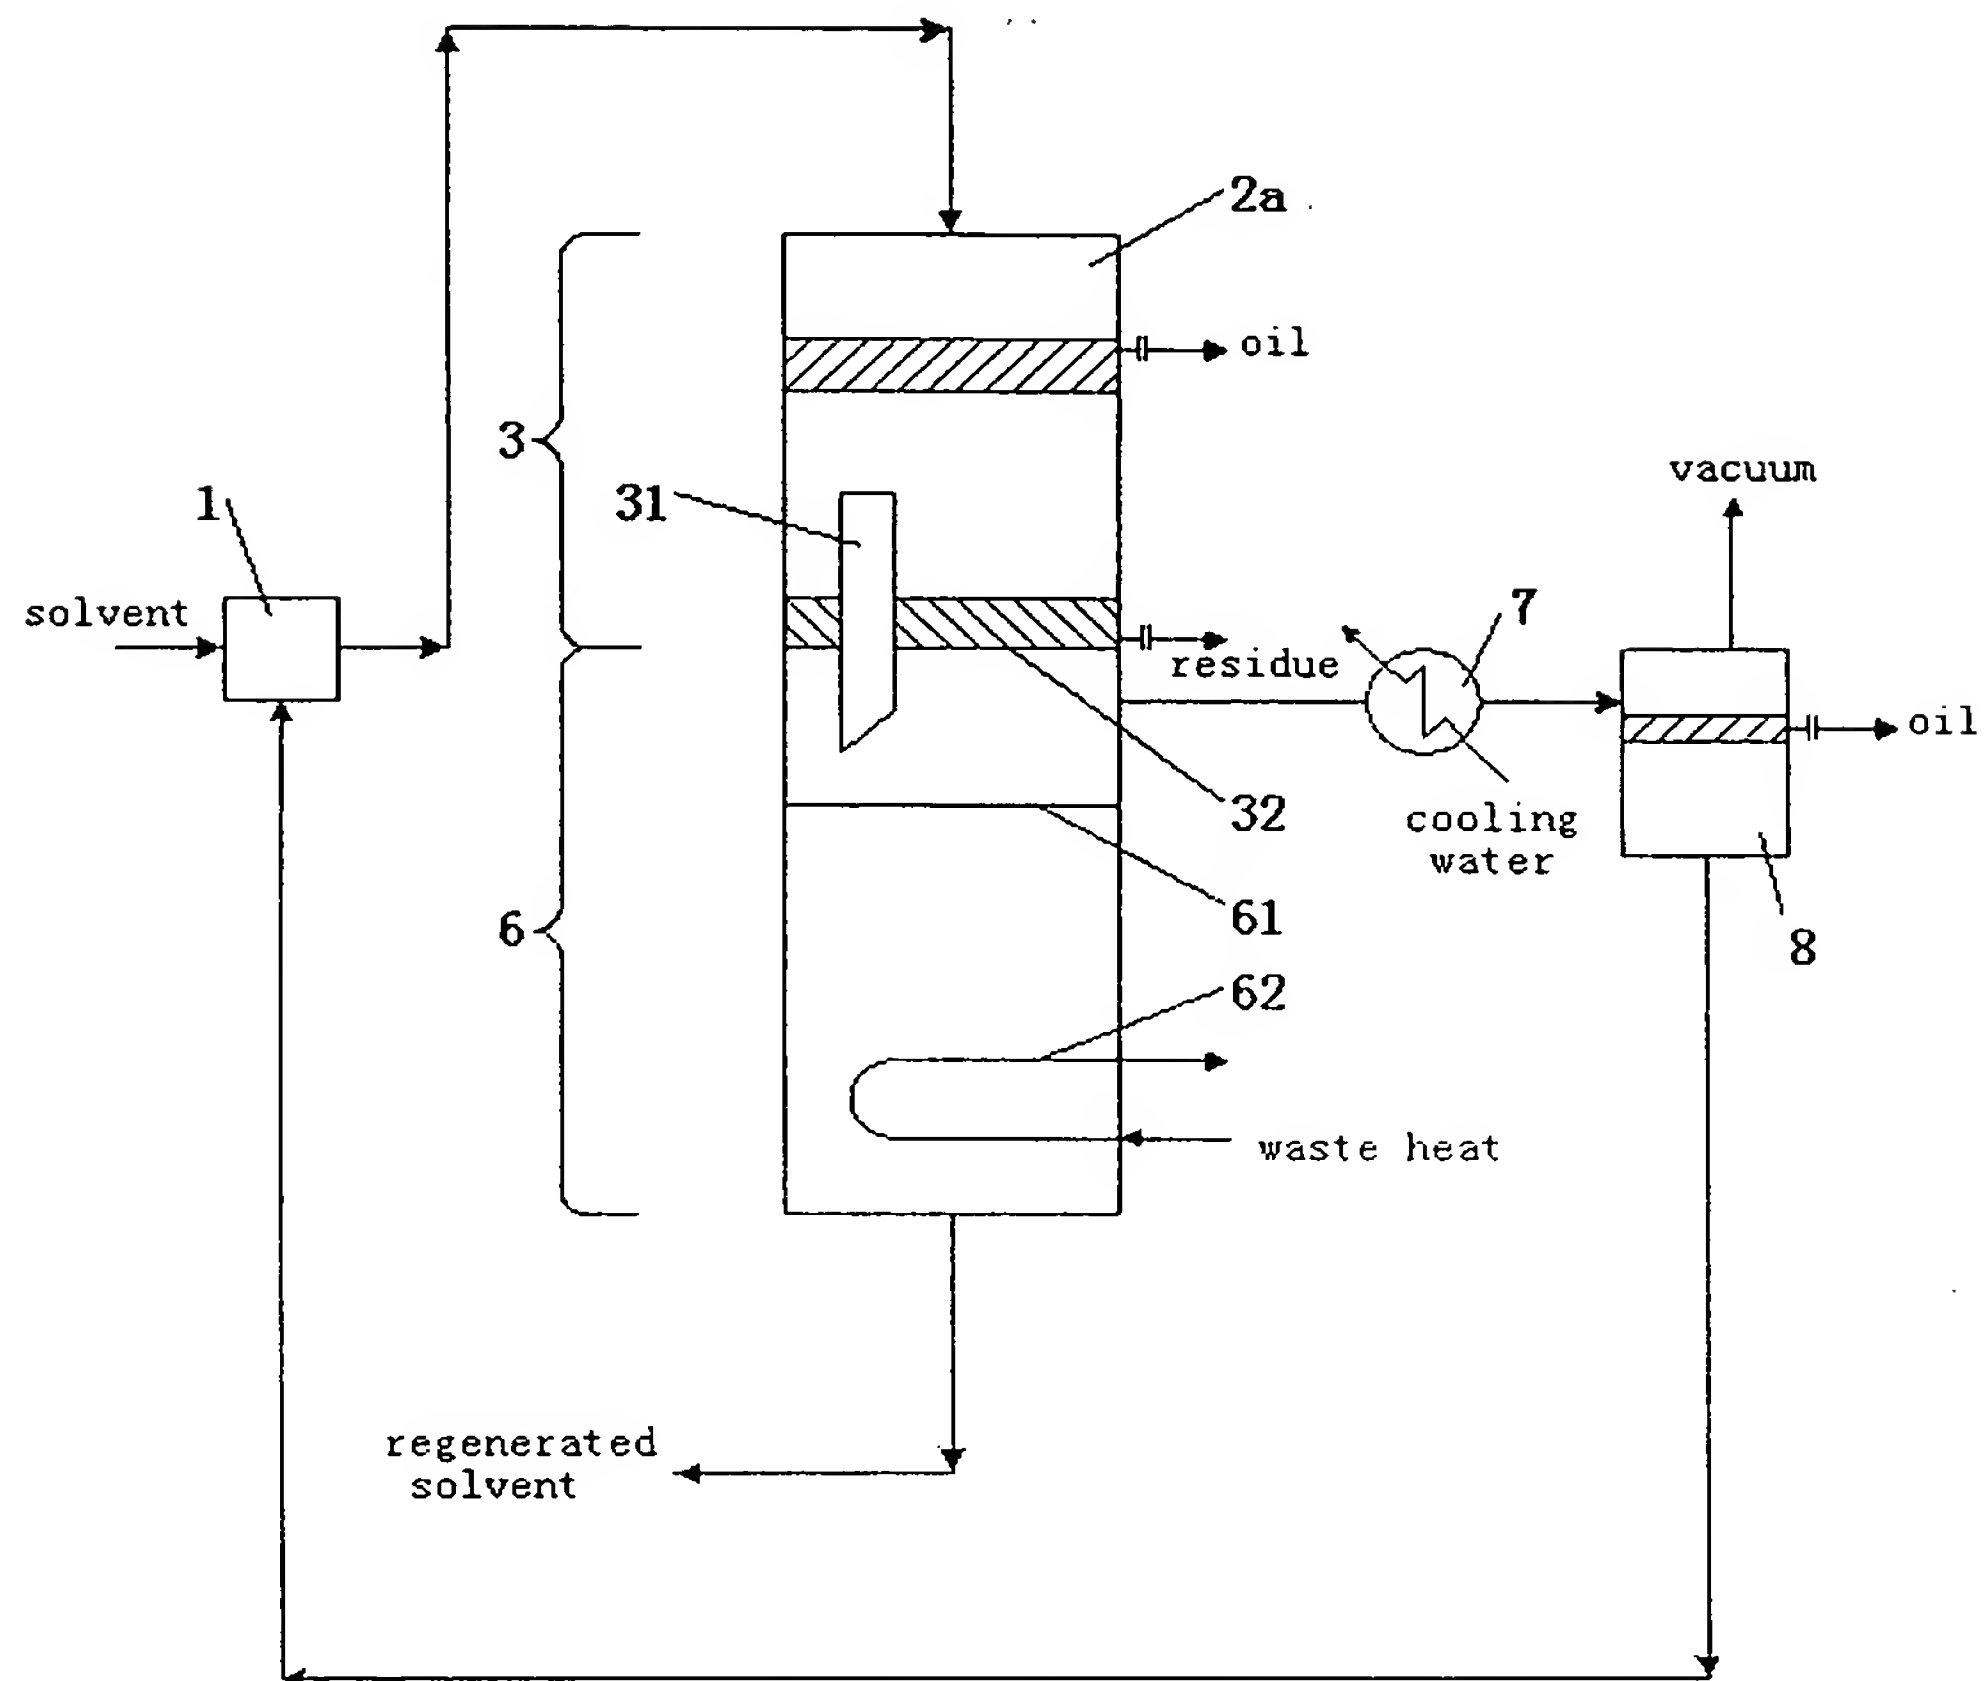 2a
oil
3
vacuum
31
1
solvent
7
residue
oil
32
cooling
water
61
6
8
62
waste heat
regenerated
solvent